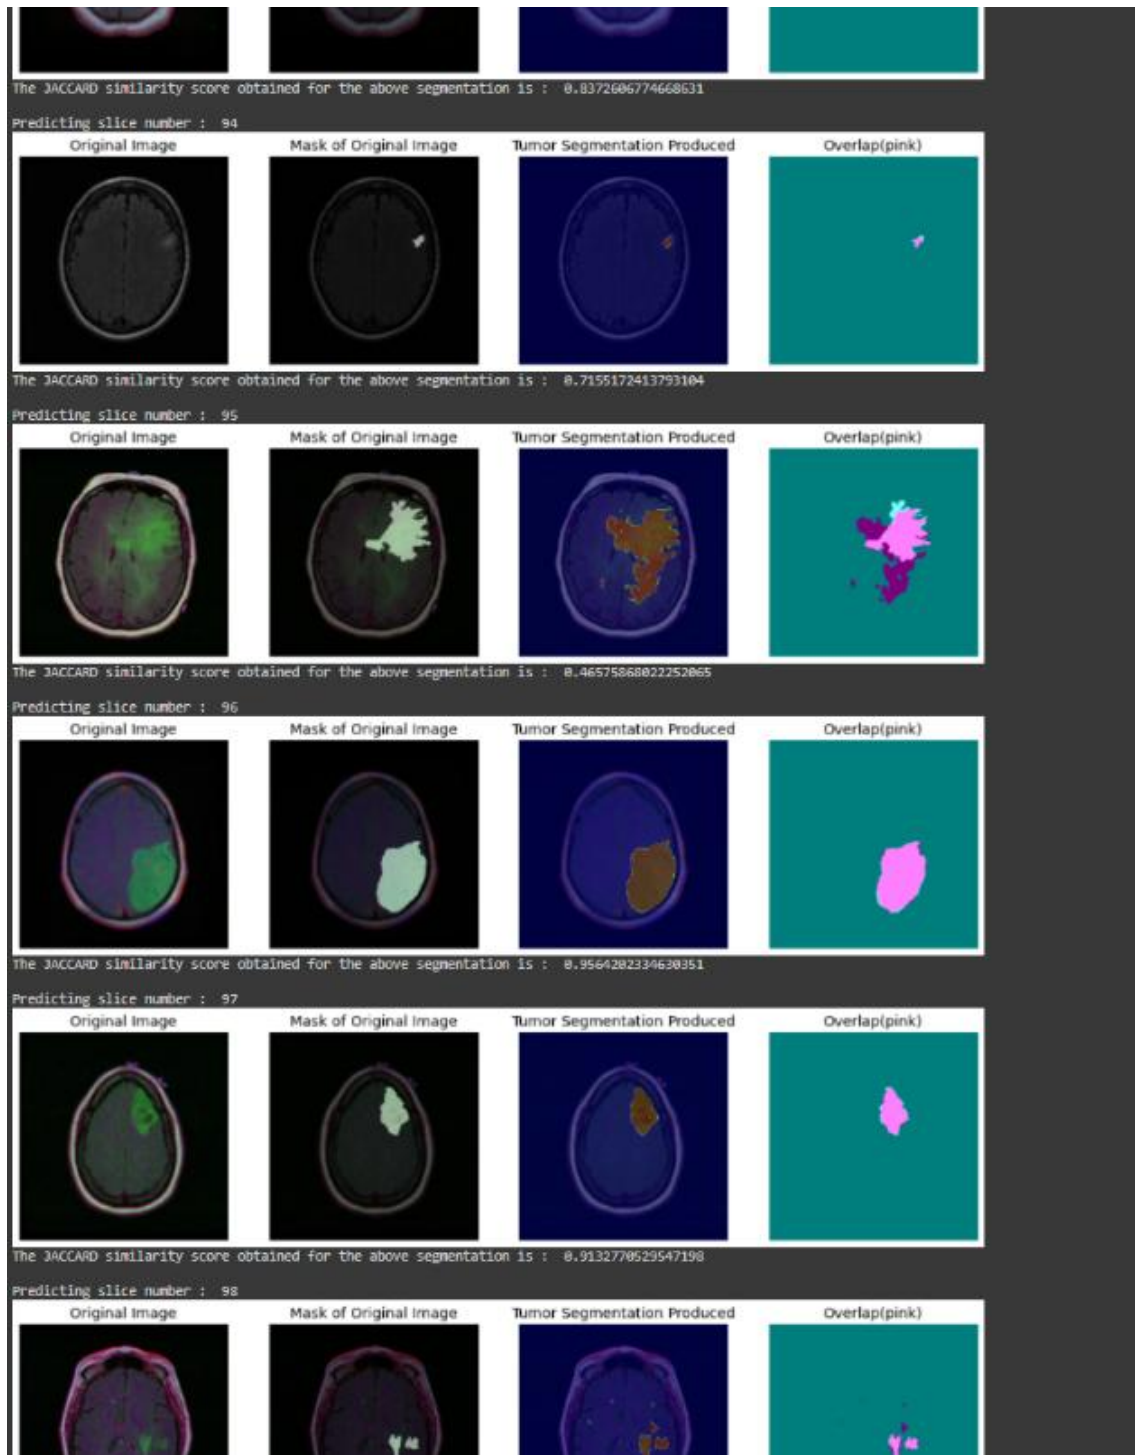 The JACCARD similarity score obtained for the above segmentation is : 0.8372606774668631
Predicting slice number : 94
Original Image Mask of Original Image Tumor Segmentation Produced Overlap(pink)
The JACCARD similarity score obtained for the above segmentation is : 0.7155172413793104
Predicting slice number : 95
Original Image Mask of Original Image Tumor Segmentation Produced Overlap(pink)
The JACCARD similarity score obtained for the above segmentation is : 0.46575868022252065
Predicting slice number : 96
Original Image Mask of Original Image Tumor Segmentation Produced Overlap(pink)
The JACCARD similarity score obtained for the above segmentation is : 0.9564202334630351
Predicting slice number : 97
Original Image Mask of Original Image Tumor Segmentation Produced Overlap(pink)
The JACCARD similarity score obtained for the above segmentation is : 0.9132770529547198
Predicting slice number : 98
Original Image Mask of Original Image Tumor Segmentation Produced Overlap(pink)